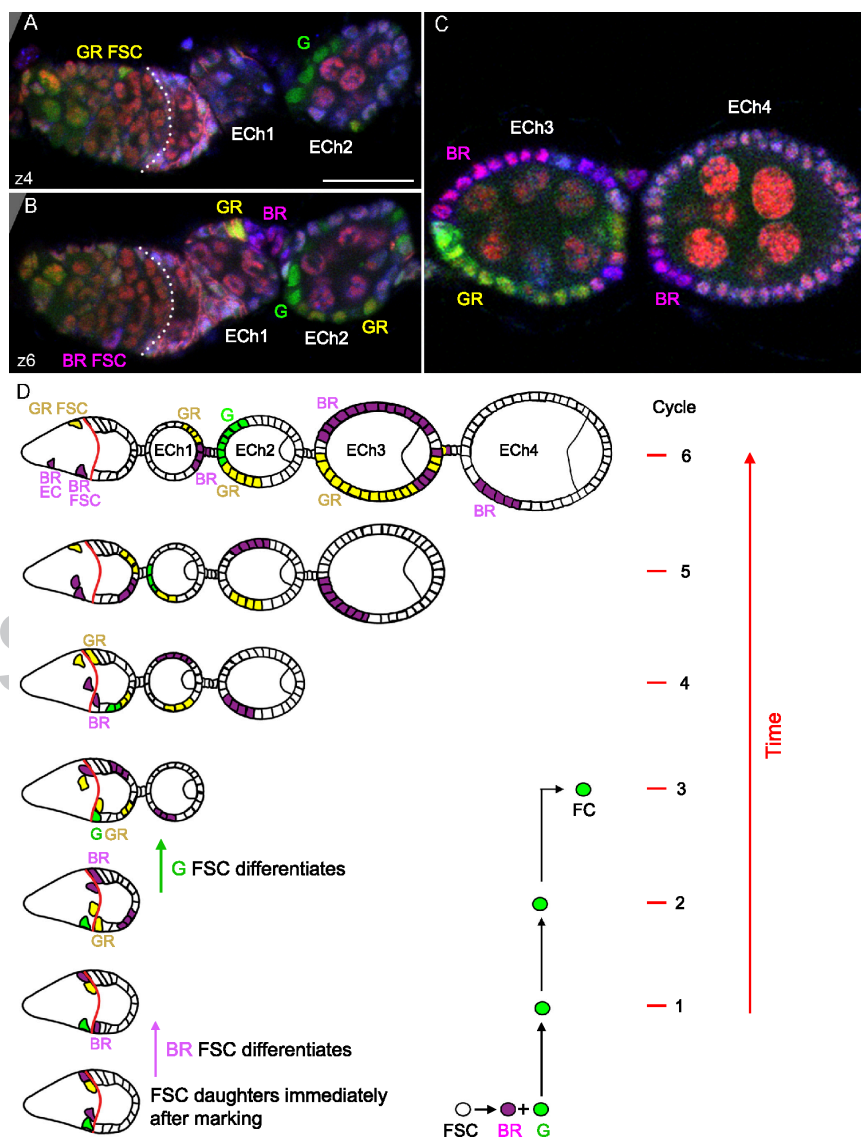 A
GR FSC
G
ECh1
ECh2
z4
B
GR
BR
ECh1
G
ECh2
GR
BR FSC
z6
C
ECh3
ECh4
BR
GR
BR
D
GR FSC
GR
G
BR
Cycle
ECh1
ECh2
ECh3
ECh4
6
BR
EC
BR
FSC
BR
GR
GR
BR
5
GR
4
BR
Time
3
FC
G GR
BR
G FSC differentiates
2
GR
1
BR
BR FSC differentiates
FSC daughters immediately
after marking
FSC
BR
+
G